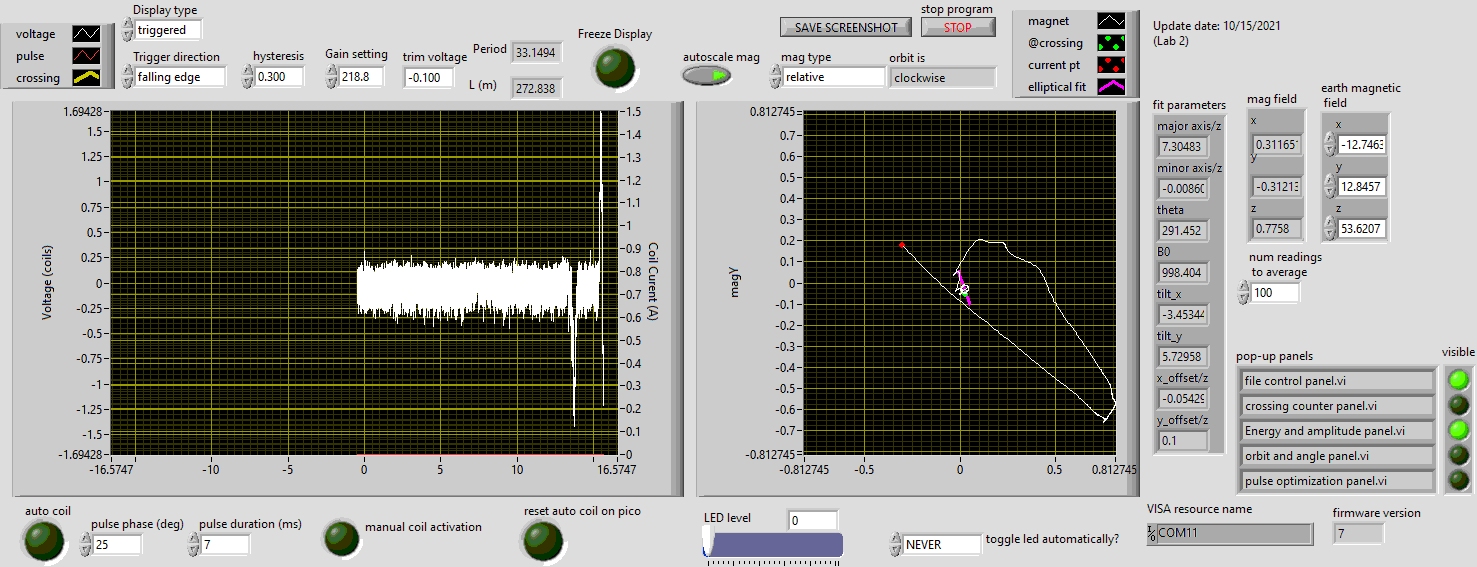 voltage
pulse
crossing
Display type
triggered
Trigger direction
falling edge
hysteresis
0.300
Gain setting
218.8
trim voltage
-0.100
Period
33.1494
L (m)
272.838
Freeze Display
autoscale mag
SAVE SCREENSHOT
stop program
STOP
mag type
relative
orbit is
clockwise
magnet
@crossing
current pt
elliptical fit
Update date: 10/15/2021
(Lab 2)
Voltage (coils)
1.69428
1.5
1.25
1
0.75
0.5
0.25
0
-0.25
-0.5
-0.75
-1
-1.25
-1.5
-1.69428
-16.5747
-10
-5
0
5
10
16.5747
1.5
1.4
1.3
1.2
1.1
1
0.9
0.8
0.7
0.6
0.5
0.4
0.3
0.2
0.1
0
Coil Current (A)
magY
0.812745
0.7
0.6
0.5
0.4
0.3
0.2
0.1
0
-0.1
-0.2
-0.3
-0.4
-0.5
-0.6
-0.7
-0.812745
-0.812745
-0.5
0
0.5
0.812745
fit parameters
major axis/z
7.30483
minor axis/z
-0.0086
theta
291.452
B0
998.404
tilt_x
-3.45344
tilt_y
5.72958
x_offset/z
-0.0542
y_offset/z
0.1
mag field
x
0.31165
y
-0.3121
z
0.7758
earth magnetic
field
x
-12.746
y
12.8457
z
53.6207
num readings
to average
100
pop-up panels
visible
file control panel.vi
crossing counter panel.vi
Energy and amplitude panel.vi
orbit and angle panel.vi
pulse optimization panel.vi
auto coil
pulse phase (deg)
25
pulse duration (ms)
7
manual coil activation
reset auto coil on pico
LED level
0
NEVER
toggle led automatically?
VISA resource name
COM11
firmware version
7